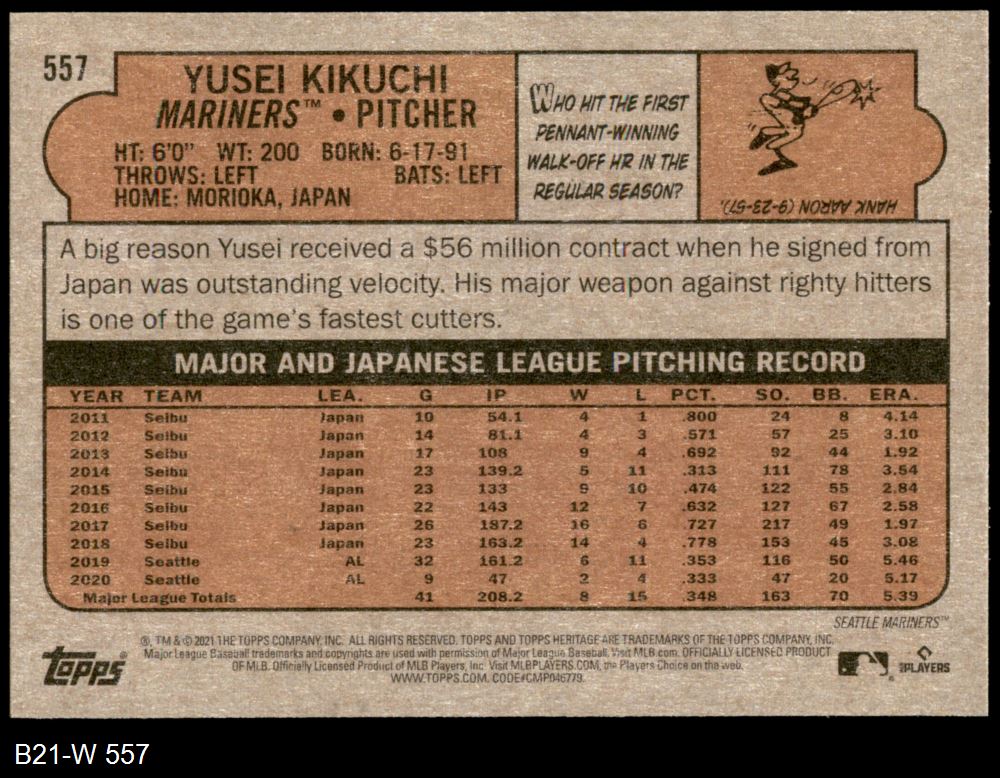 557
YUSEI KIKUCHI
MARINERS™ • PITCHER
HT: 6'0" WT: 200 BORN: 6-17-91
THROWS: LEFT BATS: LEFT
HOME: MORIOKA, JAPAN
WHO HIT THE FIRST
PENNANT-WINNING
WALK-OFF HR IN THE
REGULAR SEASON?
HANK AARON (9-23-57).
A big reason Yusei received a $56 million contract when he signed from
Japan was outstanding velocity. His major weapon against righty hitters
is one of the game's fastest cutters.
MAJOR AND JAPANESE LEAGUE PITCHING RECORD
YEAR TEAM LEA. G IP W L PCT. SO. BB. ERA.
2011 Seibu Japan 10 54.1 4 1 .800 24 8 4.14
2012 Seibu Japan 14 81.1 4 3 .571 57 25 3.10
2013 Seibu Japan 17 108 9 4 .692 92 44 1.92
2014 Seibu Japan 23 139.2 5 11 .313 111 78 3.54
2015 Seibu Japan 23 133 9 10 .474 122 55 2.84
2016 Seibu Japan 22 143 12 7 .632 127 67 2.58
2017 Seibu Japan 26 187.2 16 6 .727 217 49 1.97
2018 Seibu Japan 23 163.2 14 4 .778 153 45 3.08
2019 Seattle AL 32 161.2 6 11 .353 116 50 5.46
2020 Seattle AL 9 47 2 4 .333 47 20 5.17
Major League Totals 41 208.2 8 15 .348 163 70 5.39
SEATTLE MARINERS™
Topps®
®, TM & © 2021 THE TOPPS COMPANY, INC. ALL RIGHTS RESERVED. TOPPS AND TOPPS HERITAGE ARE TRADEMARKS OF THE TOPPS COMPANY, INC.
Major League Baseball trademarks and copyrights are used with permission of Major League Baseball. Visit MLB.com. OFFICIALLY LICENSED PRODUCT
OF MLB. Officially Licensed Product of MLB Players, Inc. Visit MLBPLAYERS.COM, the Players Choice on the web.
WWW.TOPPS.COM. CODE#CMP046779.
MLBPLAYERS
B21-W 557